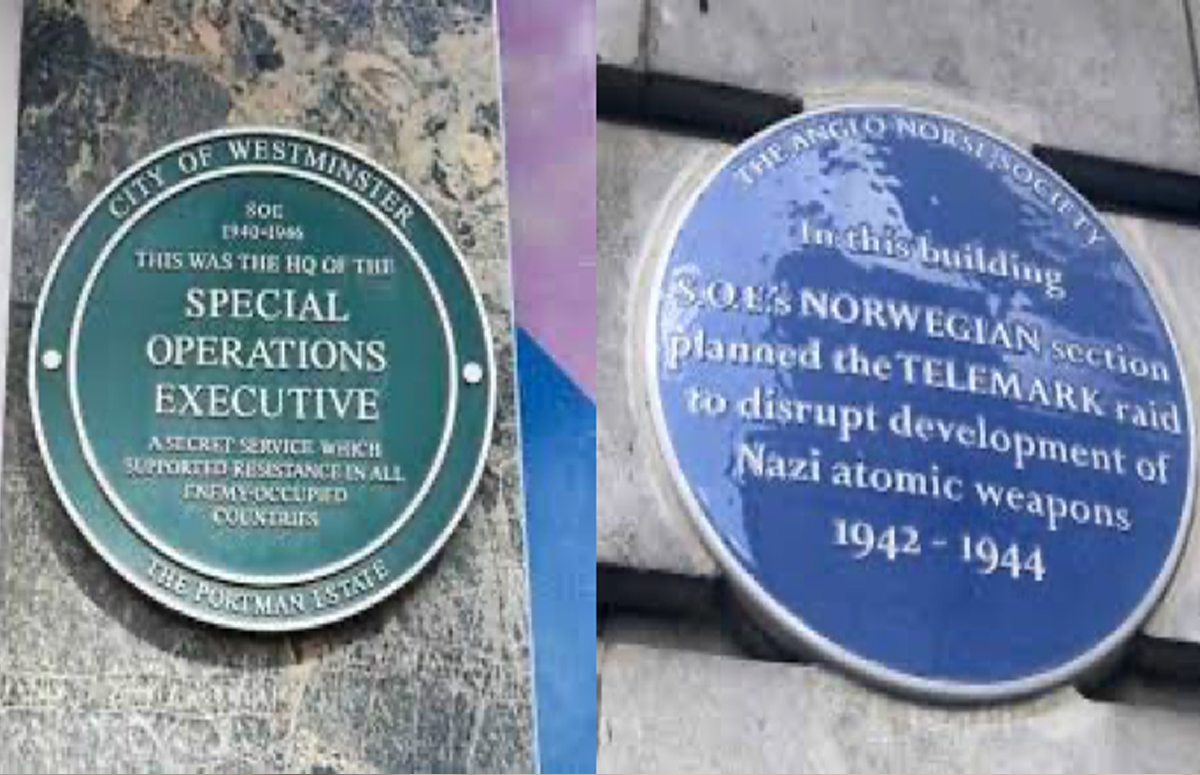 CITY OF WESTMINSTER
SOE
1940-1946
THIS WAS THE HQ OF THE
SPECIAL
OPERATIONS
EXECUTIVE
A SECRET SERVICE WHICH
SUPPORTED RESISTANCE IN ALL
ENEMY-OCCUPIED
COUNTRIES
THE PORTMAN ESTATE
THE ANGLO NORSE SOCIETY
In this building
S.O.E.'s NORWEGIAN section
planned the TELEMARK raid
to disrupt development of
Nazi atomic weapons
1942 - 1944